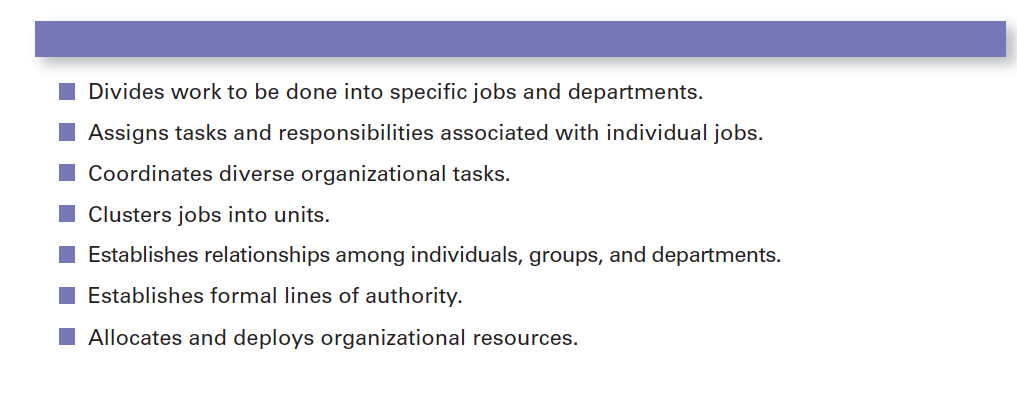 Divides work to be done into specific jobs and departments.
Assigns tasks and responsibilities associated with individual jobs.
Coordinates diverse organizational tasks.
Clusters jobs into units.
Establishes relationships among individuals, groups, and departments.
Establishes formal lines of authority.
Allocates and deploys organizational resources.